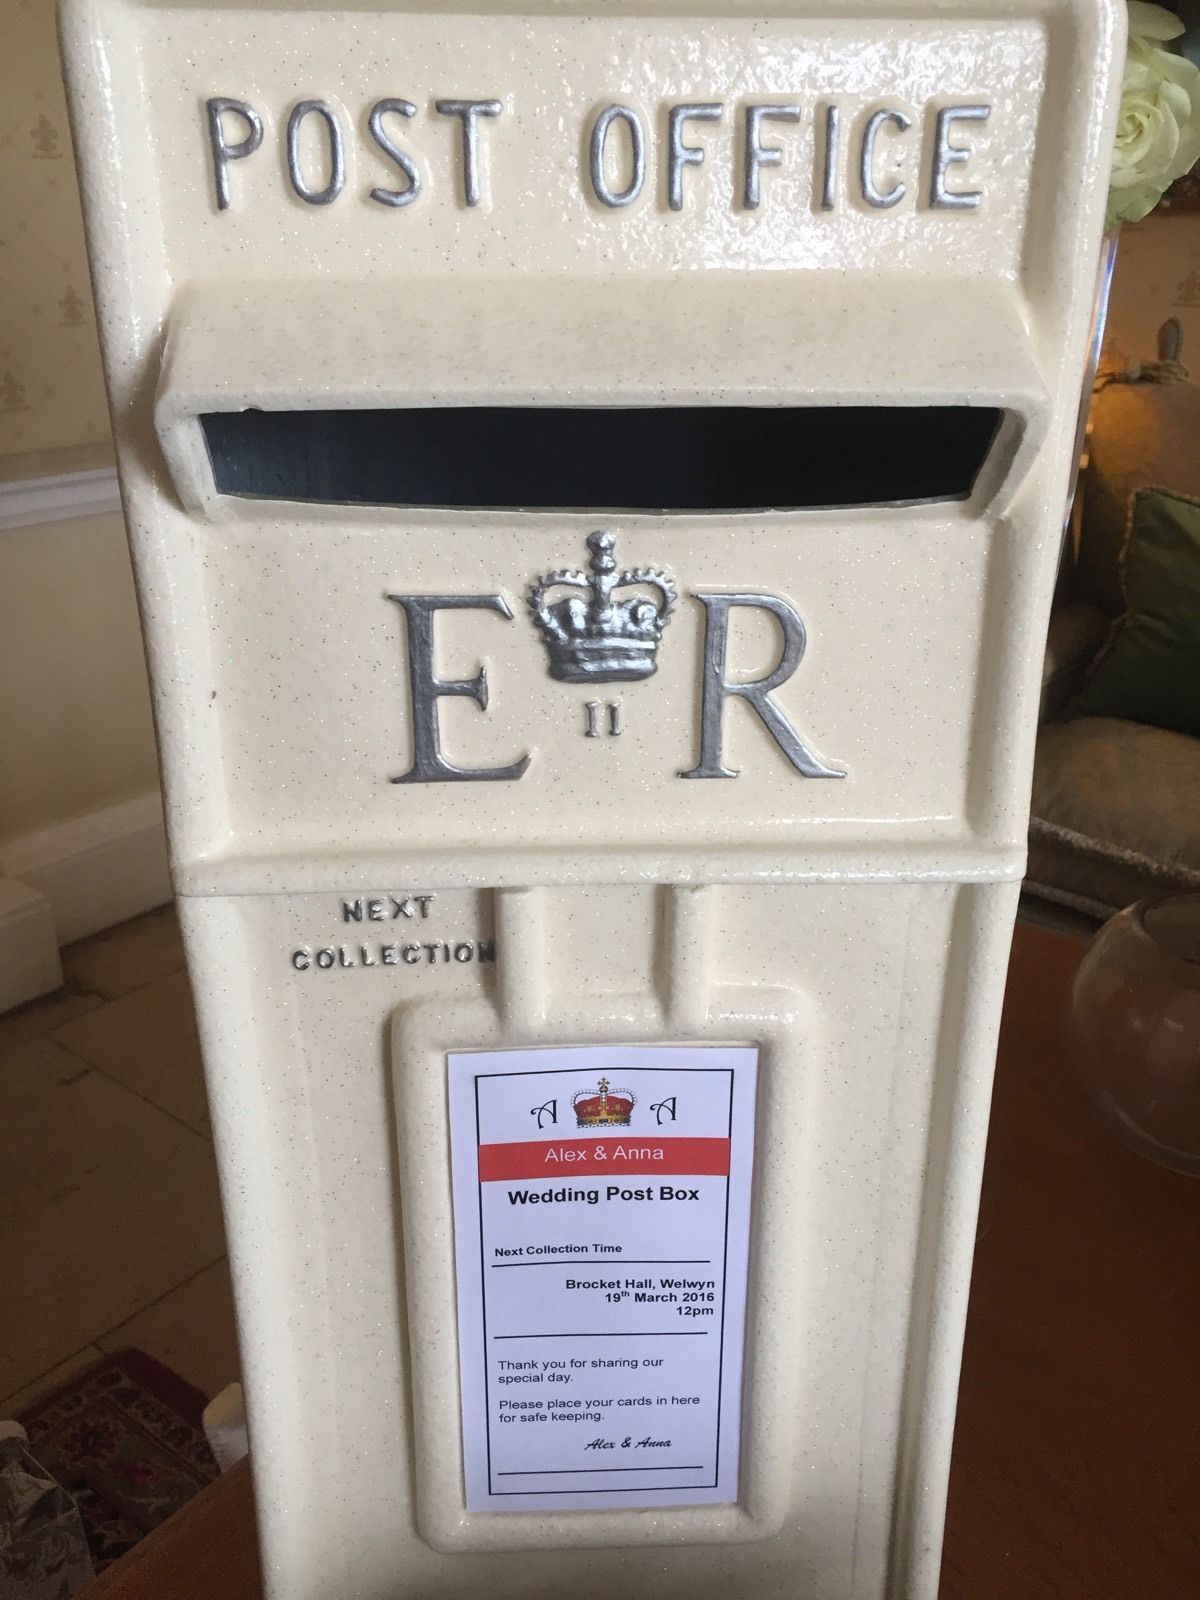 POST OFFICE
E R
II
NEXT
COLLECTION
A A
Alex & Anna
Wedding Post Box
Next Collection Time
Brocket Hall, Welwyn
19th March 2016
12pm
Thank you for sharing our
special day.
Please place your cards in here
for safe keeping.
Alex & Anna